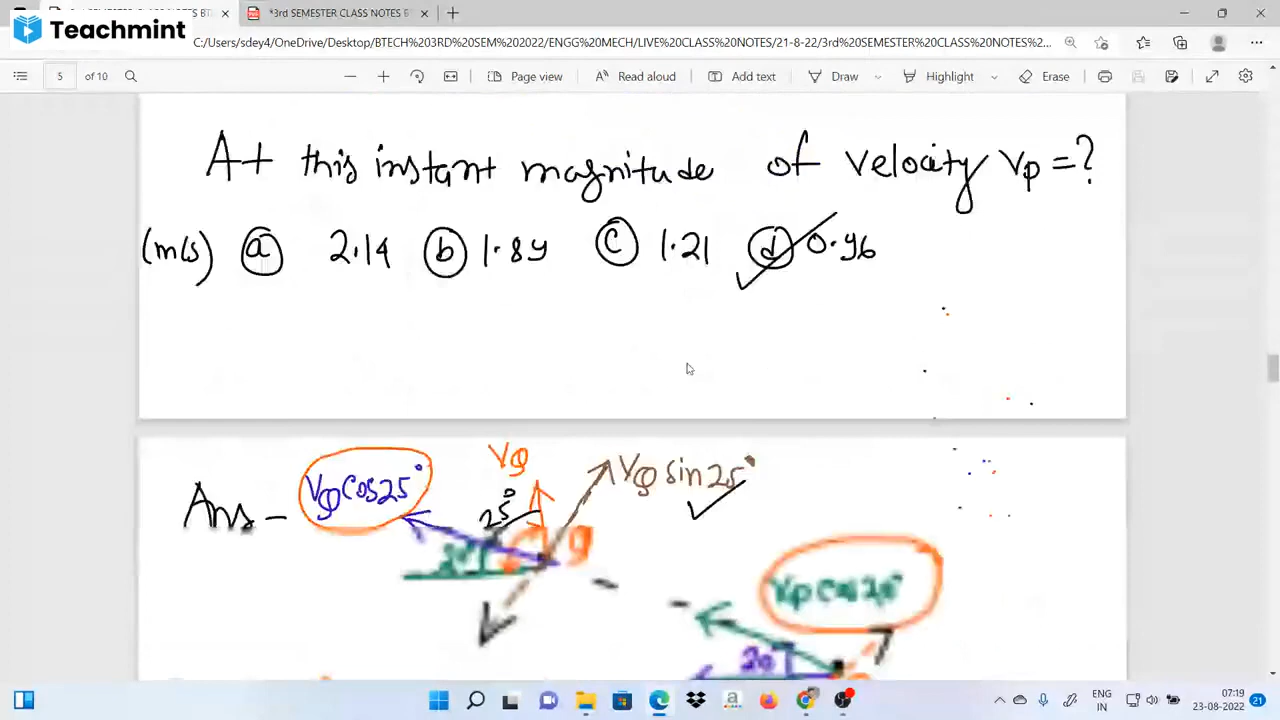 *3rd SEMESTER CLASS NOTES BT
Teachmint
C:/Users/sdey4/OneDrive/Desktop/BTECH%203RD%20SEM%202022/ENGG%20MECH/LIVE%20CLASS%20NOTES/21-8-22/3rd%20SEMESTER%20CLASS%20NOTES%2...
5 of 10 Page view Read aloud Add text Draw Highlight Erase
At this instant magnitude of velocity Vp = ?
(m/s) (a) 2.14 (b) 1.89 (c) 1.21 (d) 0.96
Ans - VQ cos25° VQ VQ sin25°
25°
Vp cos20°
20
ENG
IN
07:19
23-08-2022
21